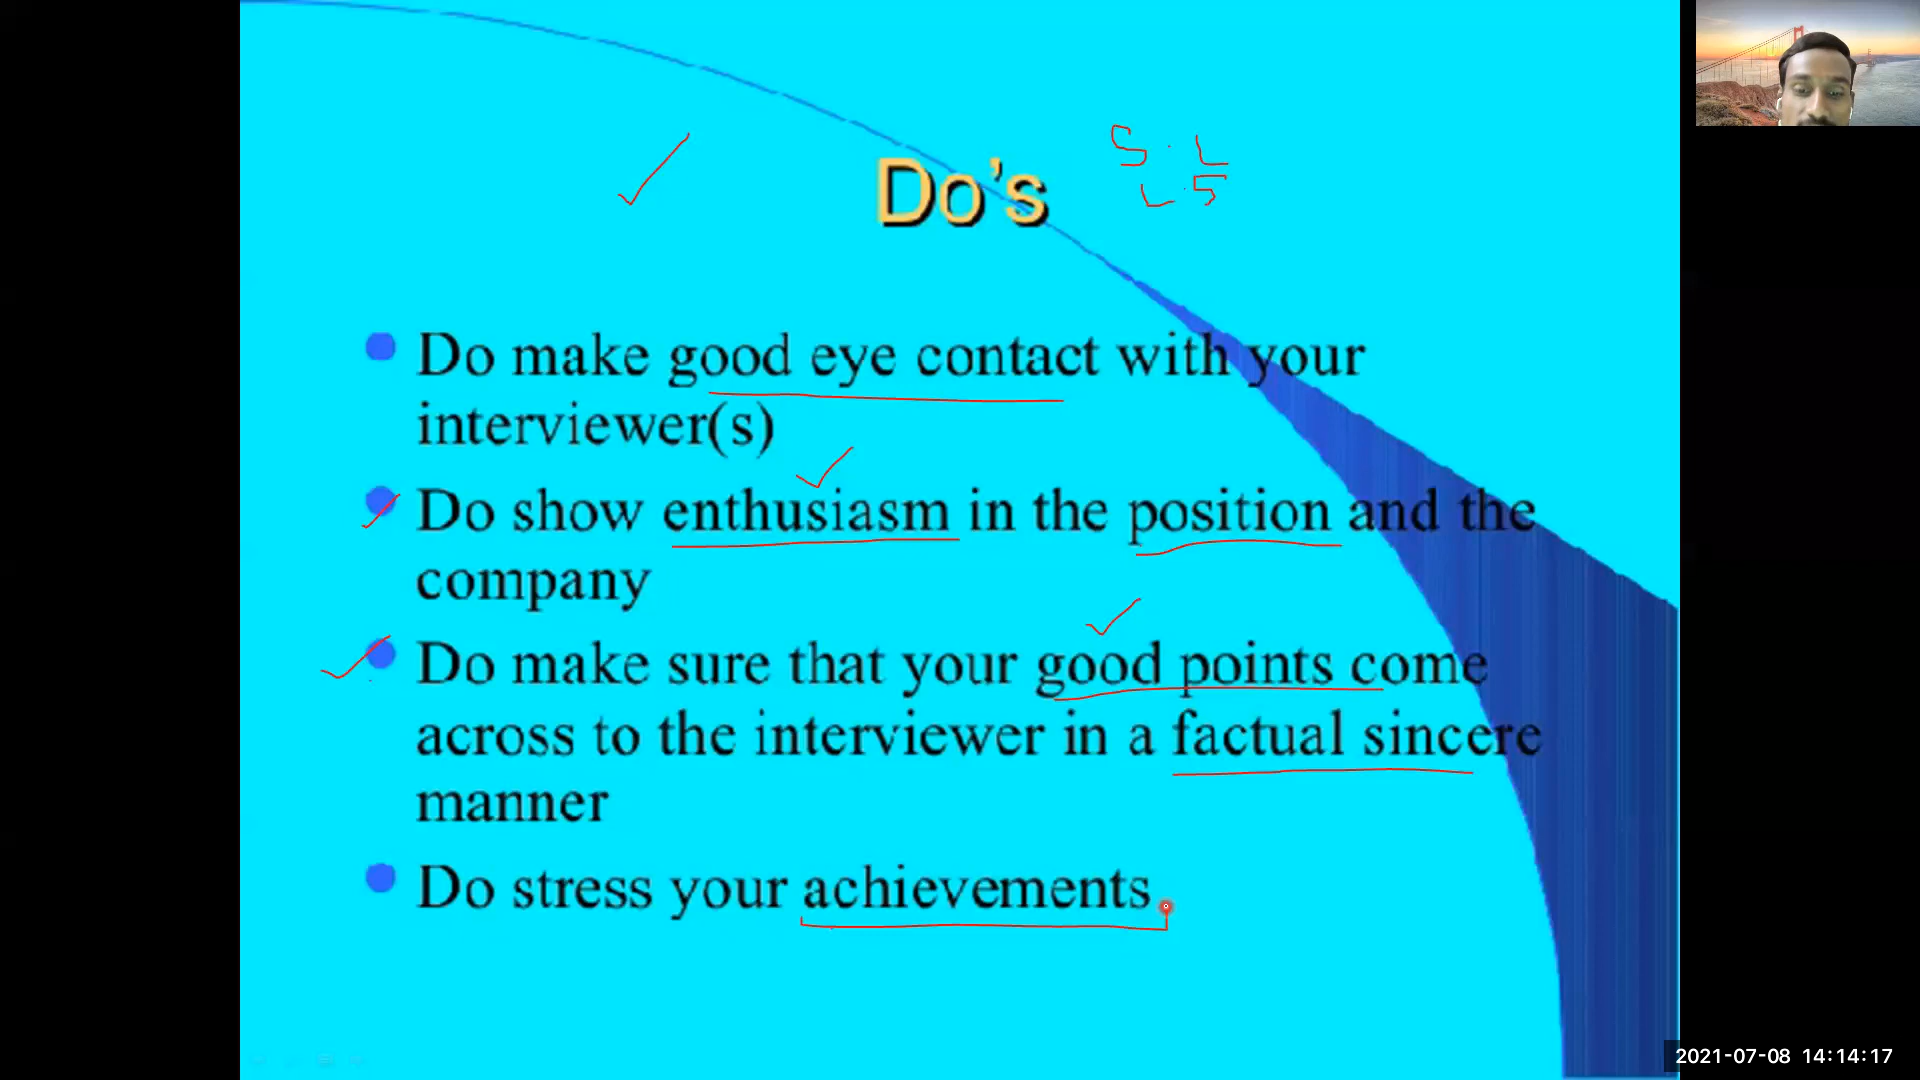 Do's
S. L
L.S
Do make good eye contact with your
interviewer(s)
Do show enthusiasm in the position and the
company
Do make sure that your good points come
across to the interviewer in a factual sincere
manner
Do stress your achievements.
2021-07-08 14:14:17